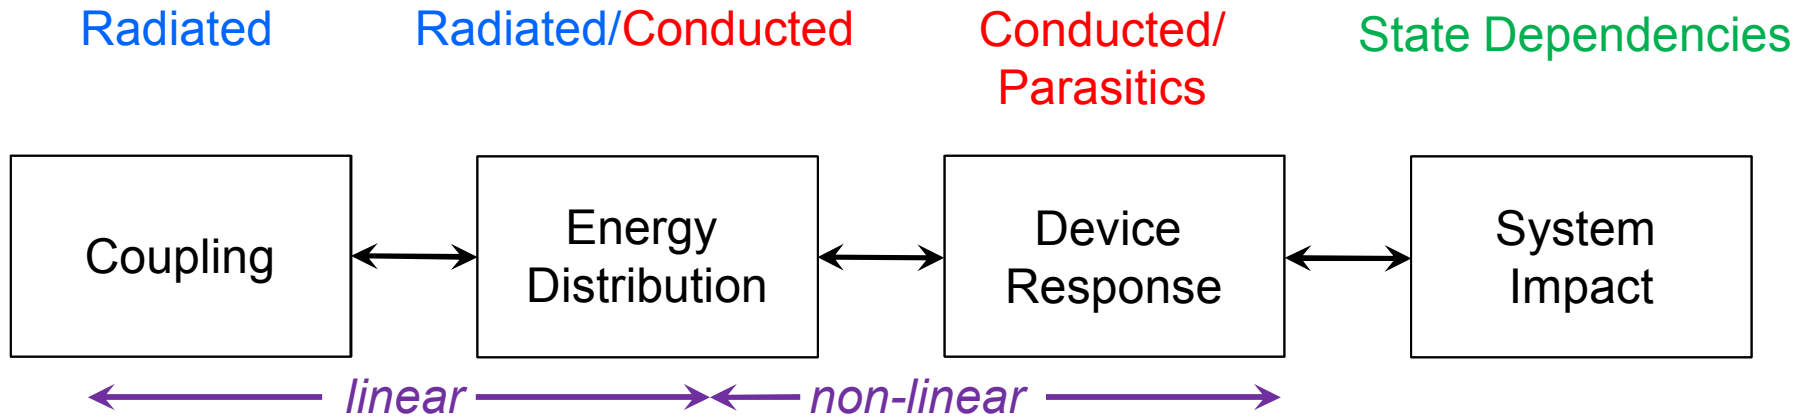 Radiated
Radiated/Conducted
Conducted/
Parasitics
State Dependencies
Coupling
Energy
Distribution
Device
Response
System
Impact
linear
non-linear